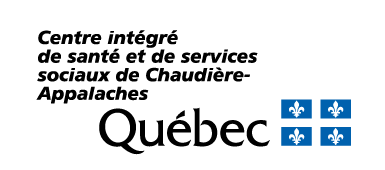 Centre intégré
de santé et de services
sociaux de Chaudière-
Appalaches
Québec